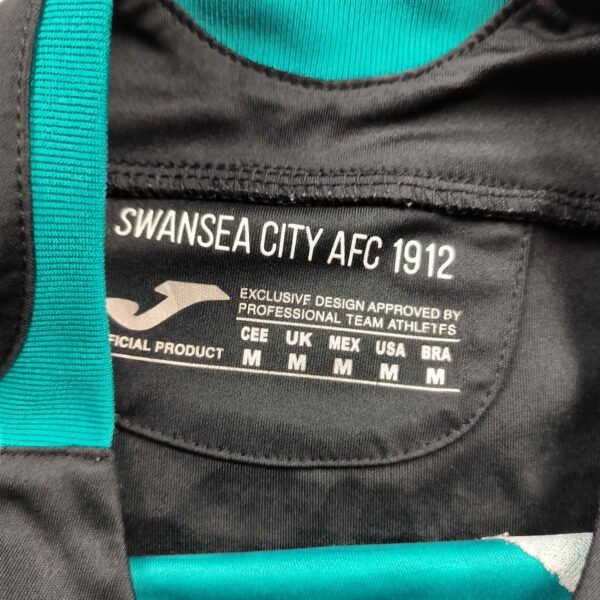 SWANSEA CITY AFC 1912
EXCLUSIVE DESIGN APPROVED BY
PROFESSIONAL TEAM ATHLETES
FICIAL PRODUCT
CEE UK MEX USA BRA
M M M M M